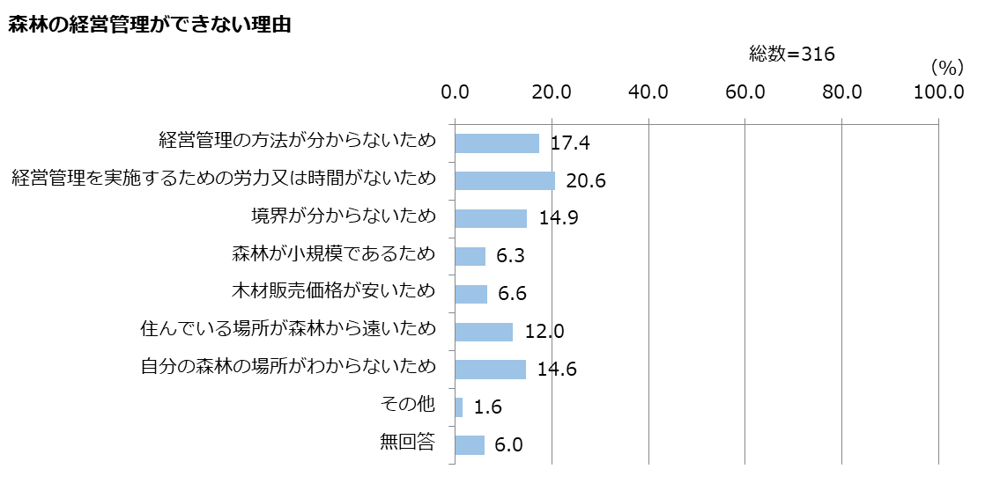 森林の経営管理ができない理由
総数=316
（%）
0.0 20.0 40.0 60.0 80.0 100.0
経営管理の方法が分からないため 17.4
経営管理を実施するための労力又は時間がないため 20.6
境界が分からないため 14.9
森林が小規模であるため 6.3
木材販売価格が安いため 6.6
住んでいる場所が森林から遠いため 12.0
自分の森林の場所がわからないため 14.6
その他 1.6
無回答 6.0